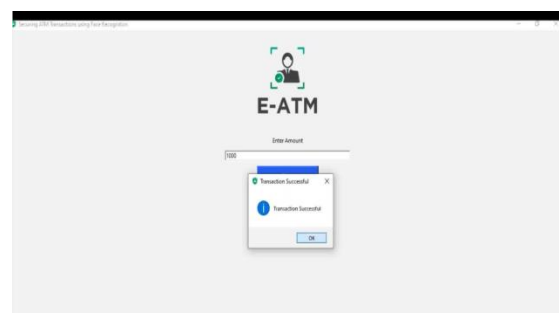 Securing ATM Transactions using Face Recognition
E-ATM
Enter Amount
1000
Transaction Successful
Transaction Successful
OK